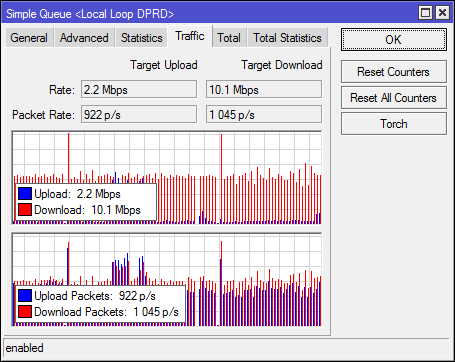 Simple Queue <Local Loop DPRD>
General Advanced Statistics Traffic Total Total Statistics
Target Upload Target Download
Rate: 2.2 Mbps 10.1 Mbps
Packet Rate: 922 p/s 1 045 p/s
Upload: 2.2 Mbps
Download: 10.1 Mbps
Upload Packets: 922 p/s
Download Packets: 1 045 p/s
OK
Reset Counters
Reset All Counters
Torch
enabled